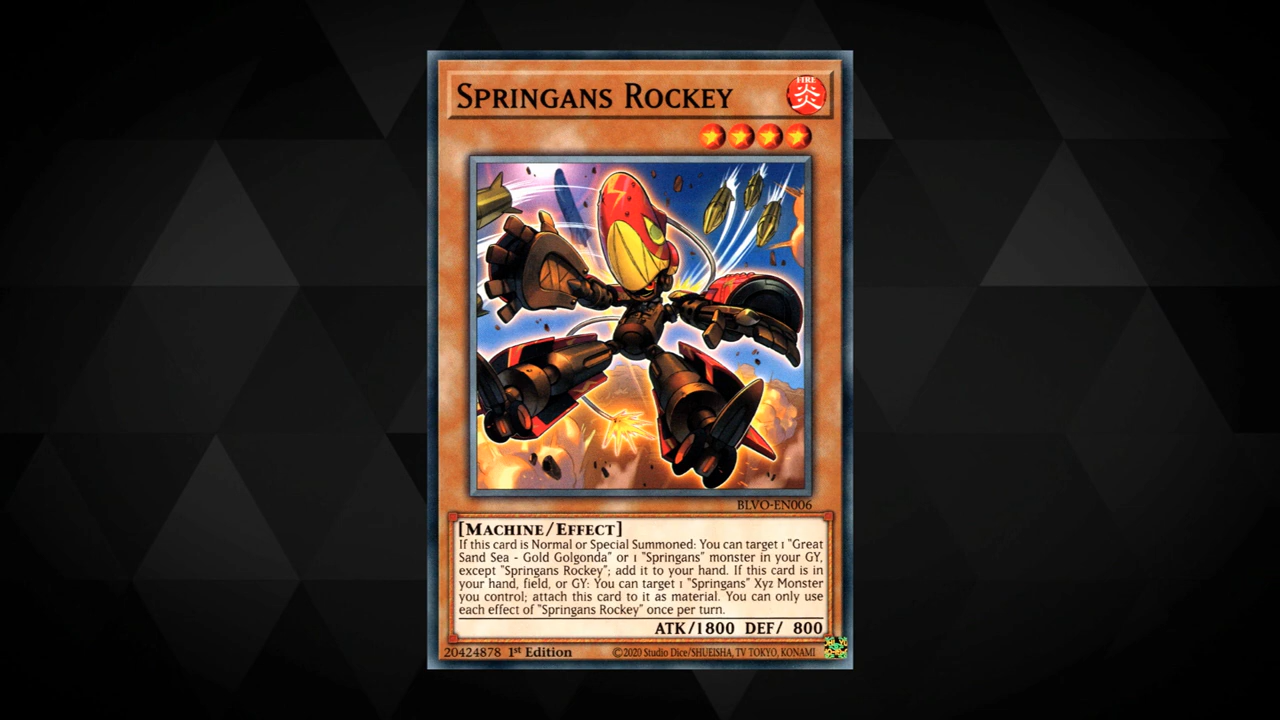 SPRINGANS ROCKEY
FIRE
炎
BLVO-EN006
[MACHINE/EFFECT]
If this card is Normal or Special Summoned: You can target 1 "Great
Sand Sea - Gold Golgonda" or 1 "Springans" monster in your GY,
except "Springans Rockey"; add it to your hand. If this card is in
your hand, field, or GY: You can target 1 "Springans" Xyz Monster
you control; attach this card to it as material. You can only use
each effect of "Springans Rockey" once per turn.
ATK/1800 DEF/ 800
20424878 1st Edition ©2020 Studio Dice/SHUEISHA, TV TOKYO, KONAMI